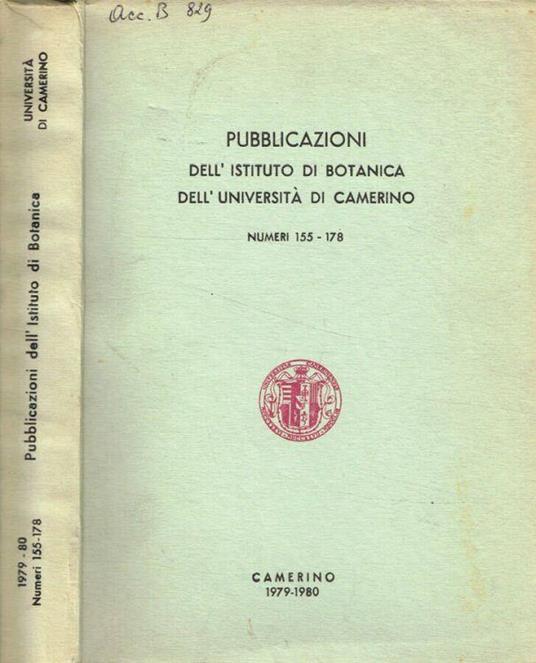 Acc. B 829
PUBBLICAZIONI
DELL' ISTITUTO DI BOTANICA
DELL' UNIVERSITÀ DI CAMERINO
NUMERI 155 - 178
CAMERINO
1979-1980
UNIVERSITÀ
DI CAMERINO
Pubblicazioni dell' Istituto di Botanica
1979 - 80
Numeri 155-178